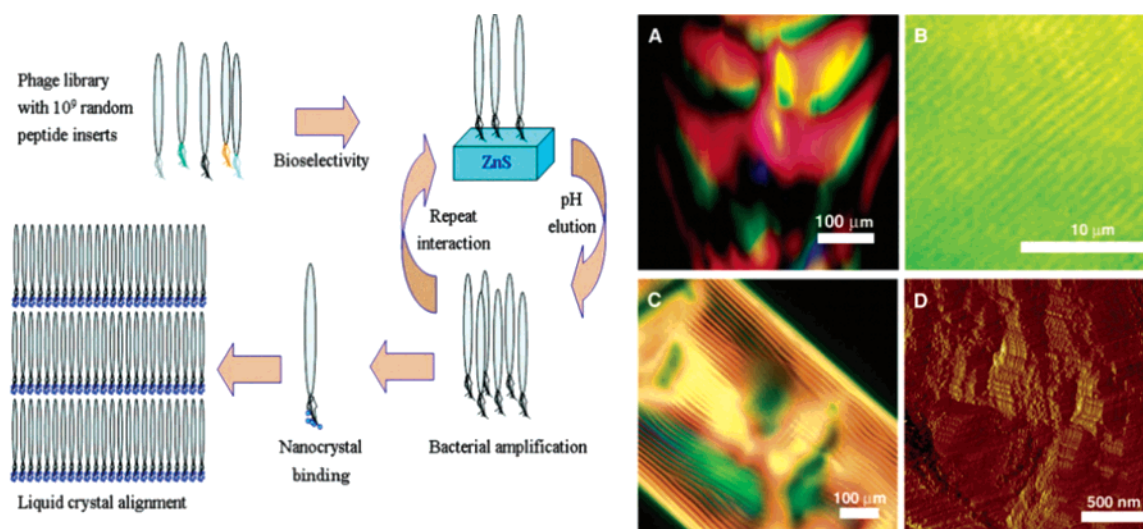 Phage library
with 10⁹ random
peptide inserts
Bioselectivity
ZnS
Repeat
interaction
pH
elution
Bacterial amplification
Nanocrystal
binding
Liquid crystal alignment
A
100 μm
B
10 μm
C
100 μm
D
500 nm